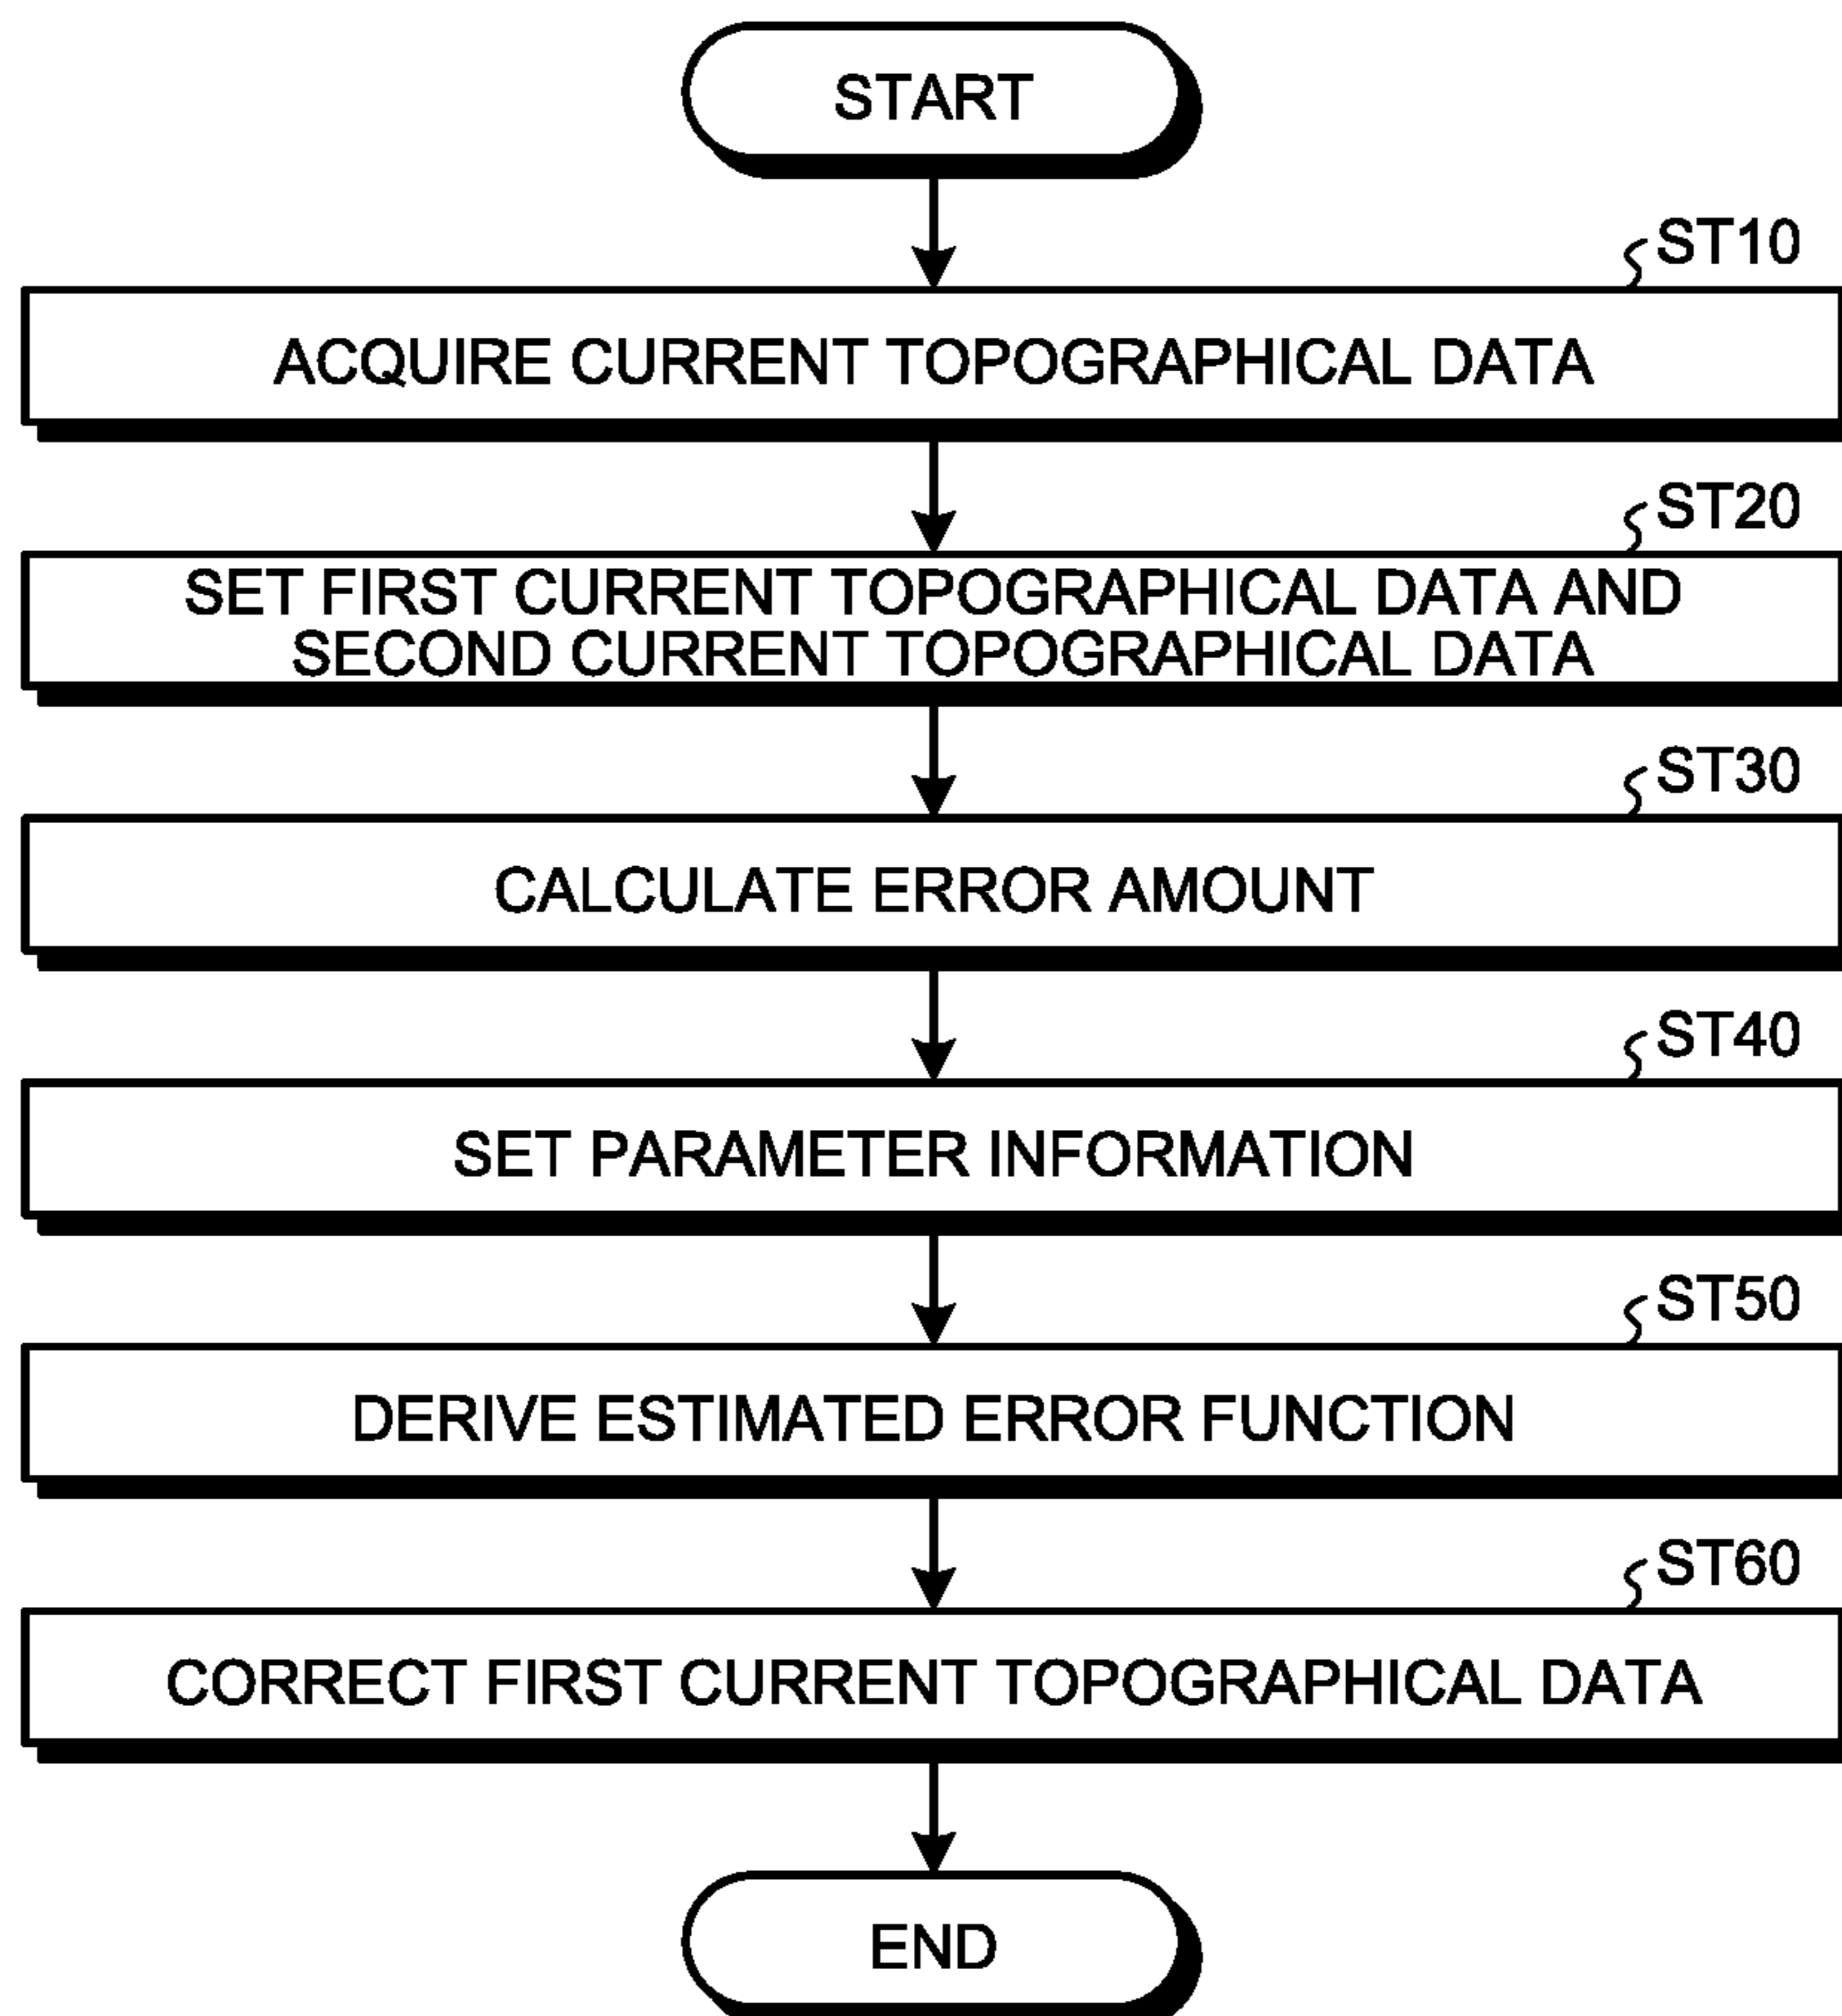 START
ST10
ACQUIRE CURRENT TOPOGRAPHICAL DATA
ST20
SET FIRST CURRENT TOPOGRAPHICAL DATA AND
SECOND CURRENT TOPOGRAPHICAL DATA
ST30
CALCULATE ERROR AMOUNT
ST40
SET PARAMETER INFORMATION
ST50
DERIVE ESTIMATED ERROR FUNCTION
ST60
CORRECT FIRST CURRENT TOPOGRAPHICAL DATA
END